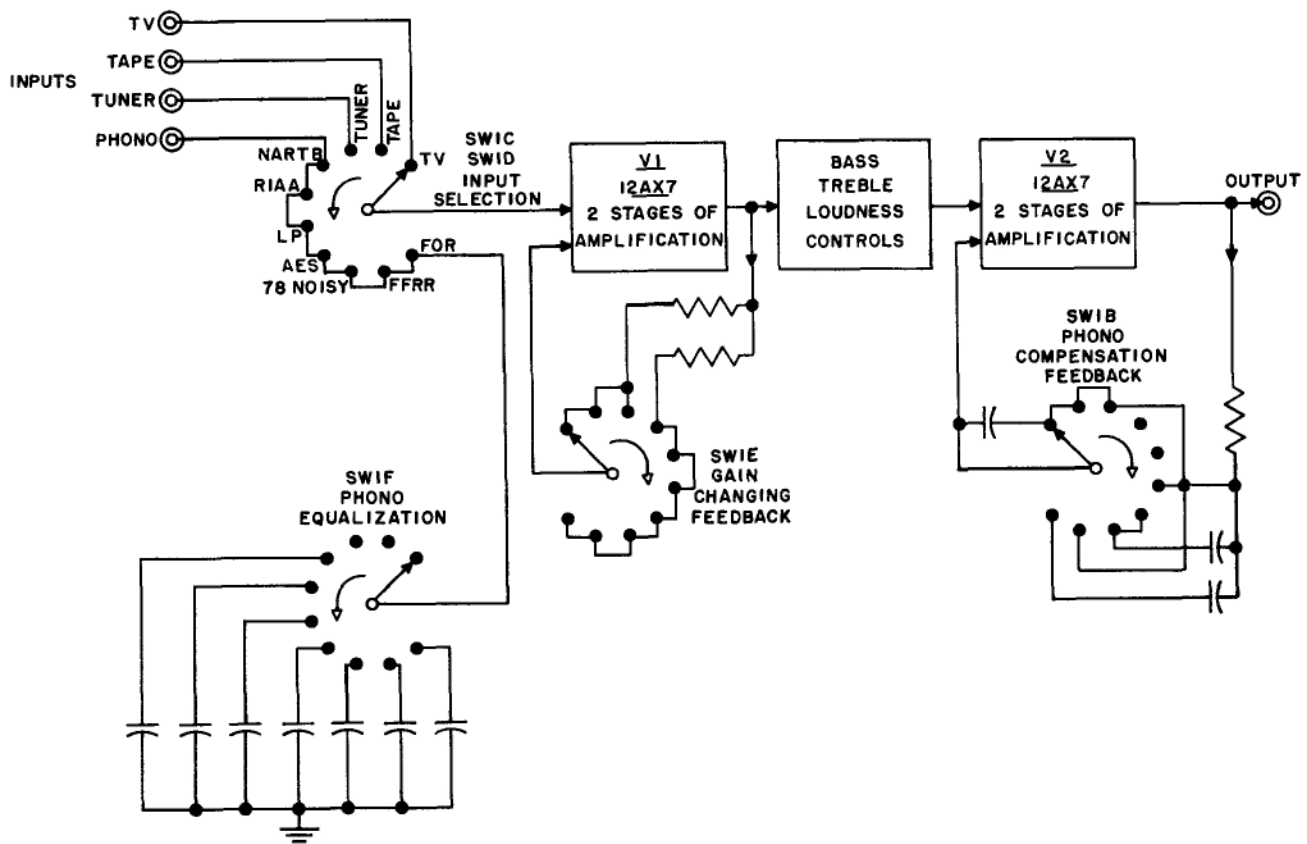 TV
TAPE
INPUTS
TUNER
PHONO
TUNER
TAPE
NARTB
TV
RIAA
LP
AES
78 NOISY
FFRR
FOR
SWIC
SWID
INPUT
SELECTION
V1
12AX7
2 STAGES OF
AMPLIFICATION
BASS
TREBLE
LOUDNESS
CONTROLS
V2
12AX7
2 STAGES OF
AMPLIFICATION
OUTPUT
SWIB
PHONO
COMPENSATION
FEEDBACK
SWIE
GAIN
CHANGING
FEEDBACK
SWIF
PHONO
EQUALIZATION